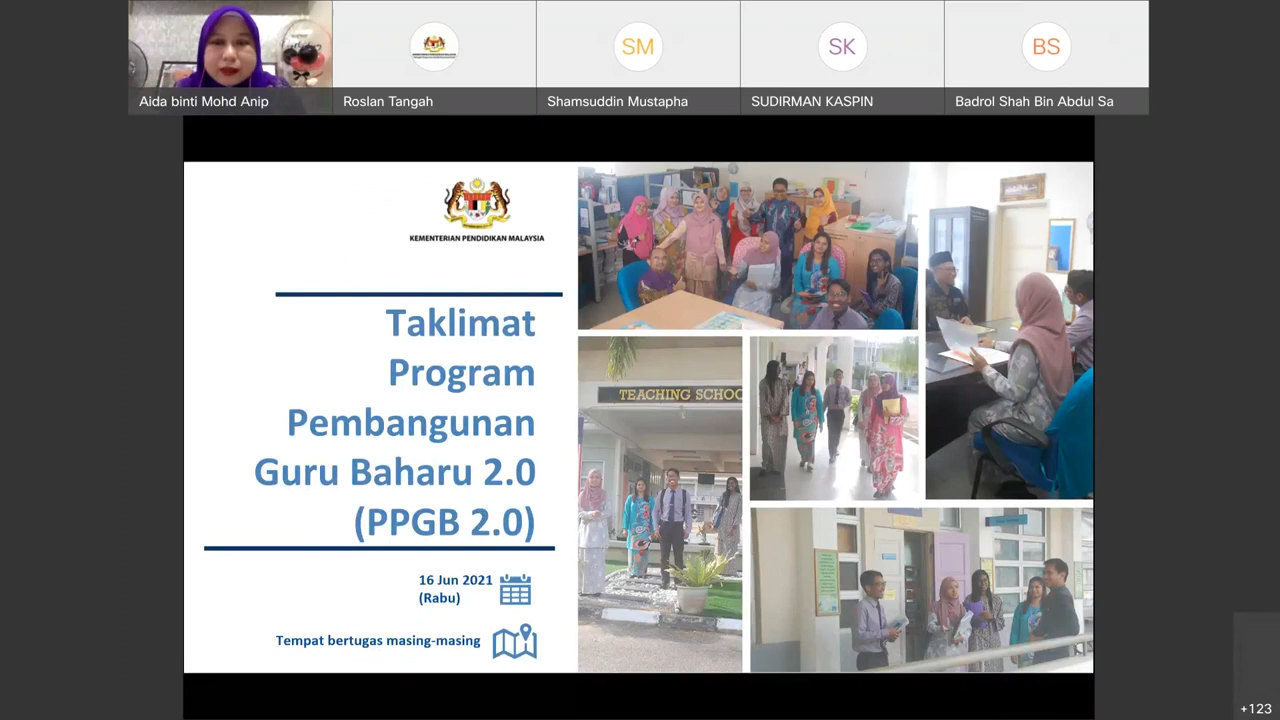 Aida binti Mohd Anip
Roslan Tangah
SM
Shamsuddin Mustapha
SK
SUDIRMAN KASPIN
BS
Badrol Shah Bin Abdul Sa
KEMENTERIAN PENDIDIKAN MALAYSIA
Taklimat
Program
Pembangunan
Guru Baharu 2.0
(PPGB 2.0)
16 Jun 2021
(Rabu)
Tempat bertugas masing-masing
TEACHING SCHOO
+123